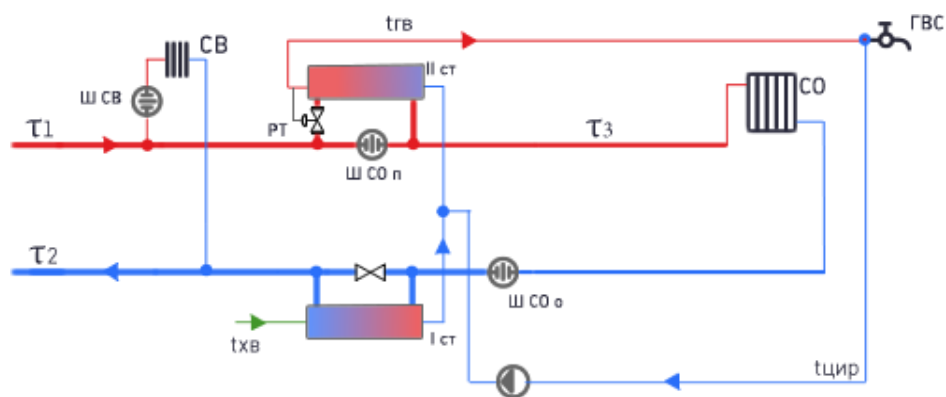 tгв
ГВС
СВ
II ст
СО
Ш СВ
τ1
РТ
τ3
Ш СО п
τ2
Ш СО о
tхв
I ст
tцир